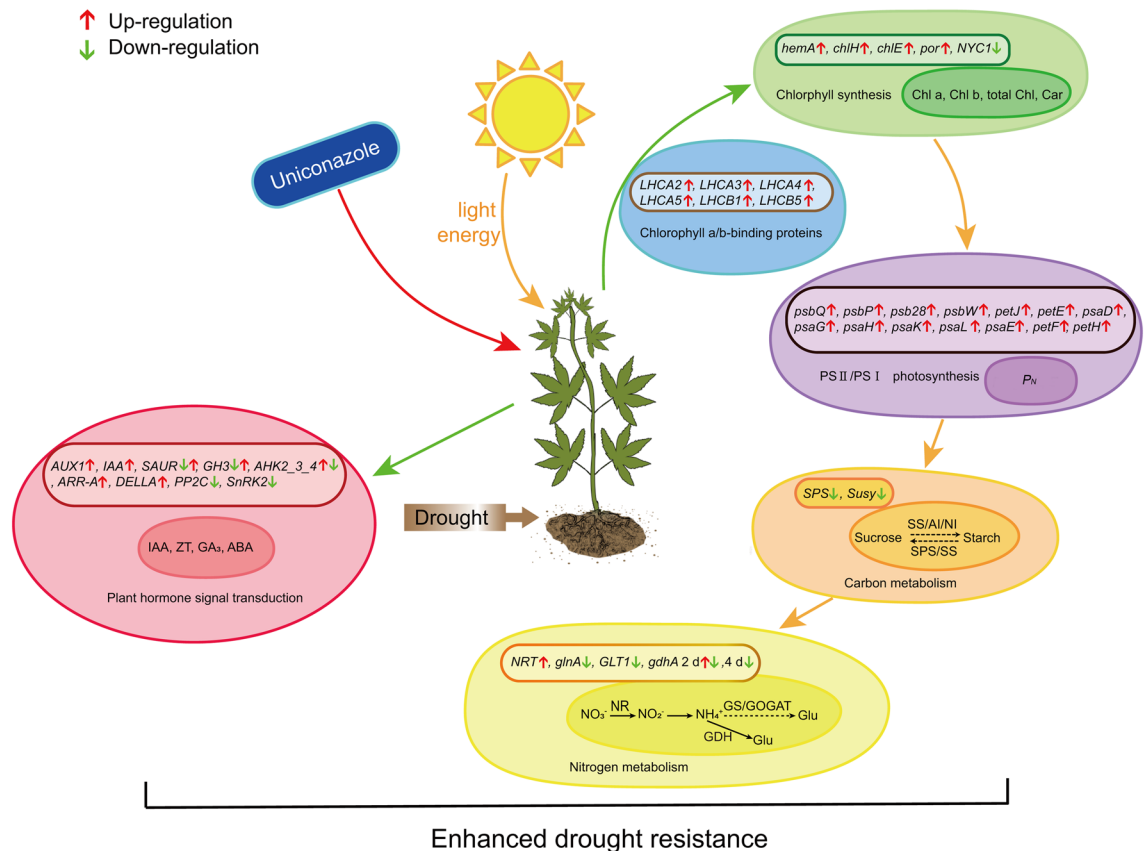 ↑ Up-regulation
↓ Down-regulation
Uniconazole
light
energy
hemA↑, chlH↑, chlE↑, por↑, NYC1↓
Chlorphyll synthesis
Chl a, Chl b, total Chl, Car
LHCA2↑, LHCA3↑, LHCA4↑,
LHCA5↑, LHCB1↑, LHCB5↑
Chlorophyll a/b-binding proteins
psbQ↑, psbP↑, psb28↑, psbW↑, petJ↑, petE↑, psaD↑,
psaG↑, psaH↑, psaK↑, psaL↑, psaE↑, petF↑, petH↑
PSⅡ/PSⅠ photosynthesis
PN
AUX1↑, IAA↑, SAUR↓↑, GH3↓↑, AHK2_3_4↑↓
, ARR-A↑, DELLA↑, PP2C↓, SnRK2↓
IAA, ZT, GA₃, ABA
Plant hormone signal transduction
Drought
SPS↓, Susy↓
SS/AI/NI
Sucrose Starch
SPS/SS
Carbon metabolism
NRT↑, glnA↓, GLT1↓, gdhA 2 d↑↓,4 d↓
NO₃⁻ NR NO₂⁻ NH₄⁺ GS/GOGAT Glu
GDH Glu
Nitrogen metabolism
Enhanced drought resistance